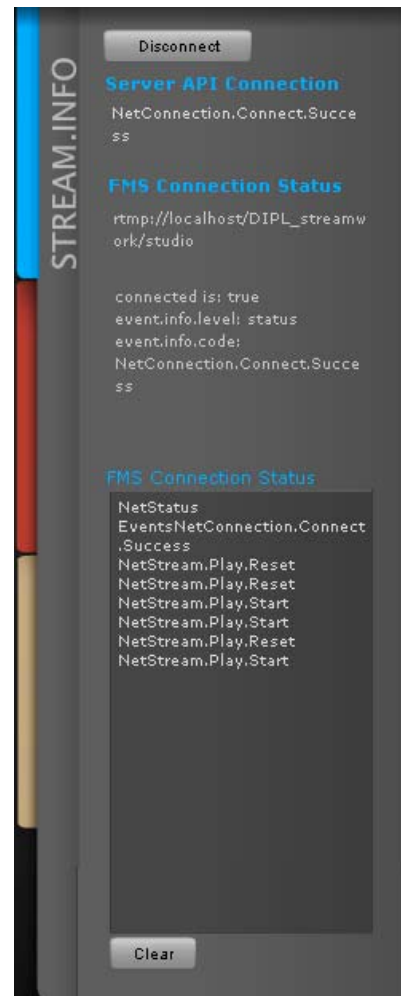 Disconnect
STREAM.INFO
Server API Connection
NetConnection.Connect.Succe
ss
FMS Connection Status
rtmp://localhost/DIPL_streamw
ork/studio
connected is: true
event.info.level: status
event.info.code:
NetConnection.Connect.Succe
ss
FMS Connection Status
NetStatus
EventsNetConnection.Connect
.Success
NetStream.Play.Reset
NetStream.Play.Reset
NetStream.Play.Start
NetStream.Play.Start
NetStream.Play.Reset
NetStream.Play.Start
Clear